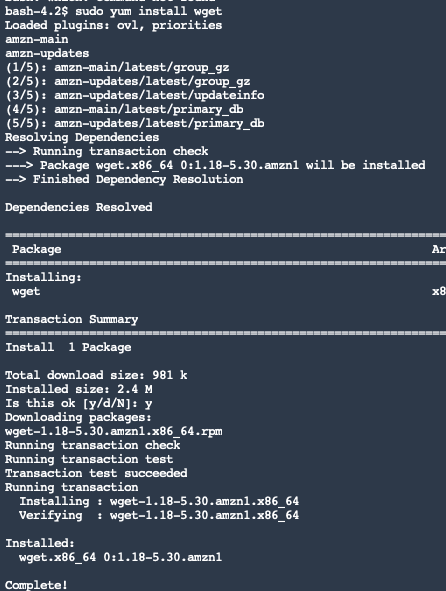 bash-4.2$ sudo yum install wget
Loaded plugins: ovl, priorities
amzn-main
amzn-updates
(1/5): amzn-main/latest/group_gz
(2/5): amzn-updates/latest/group_gz
(3/5): amzn-updates/latest/updateinfo
(4/5): amzn-main/latest/primary_db
(5/5): amzn-updates/latest/primary_db
Resolving Dependencies
--> Running transaction check
---> Package wget.x86_64 0:1.18-5.30.amzn1 will be installed
--> Finished Dependency Resolution
Dependencies Resolved
Package Ar
Installing:
wget x8
Transaction Summary
Install 1 Package
Total download size: 981 k
Installed size: 2.4 M
Is this ok [y/d/N]: y
Downloading packages:
wget-1.18-5.30.amzn1.x86_64.rpm
Running transaction check
Running transaction test
Transaction test succeeded
Running transaction
Installing : wget-1.18-5.30.amzn1.x86_64
Verifying : wget-1.18-5.30.amzn1.x86_64
Installed:
wget.x86_64 0:1.18-5.30.amzn1
Complete!